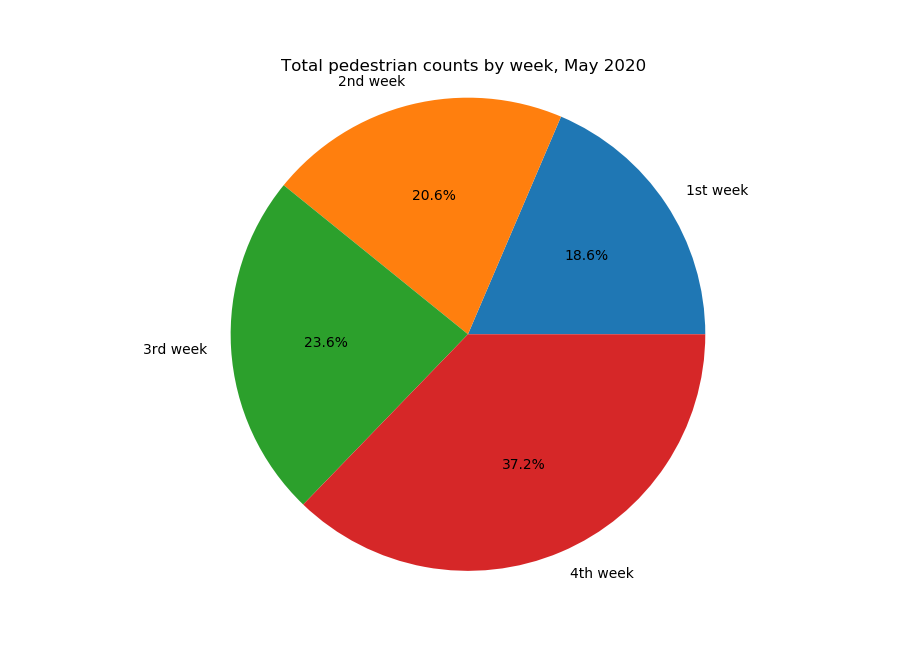 Total pedestrian counts by week, May 2020
2nd week
1st week
20.6%
18.6%
3rd week
23.6%
37.2%
4th week